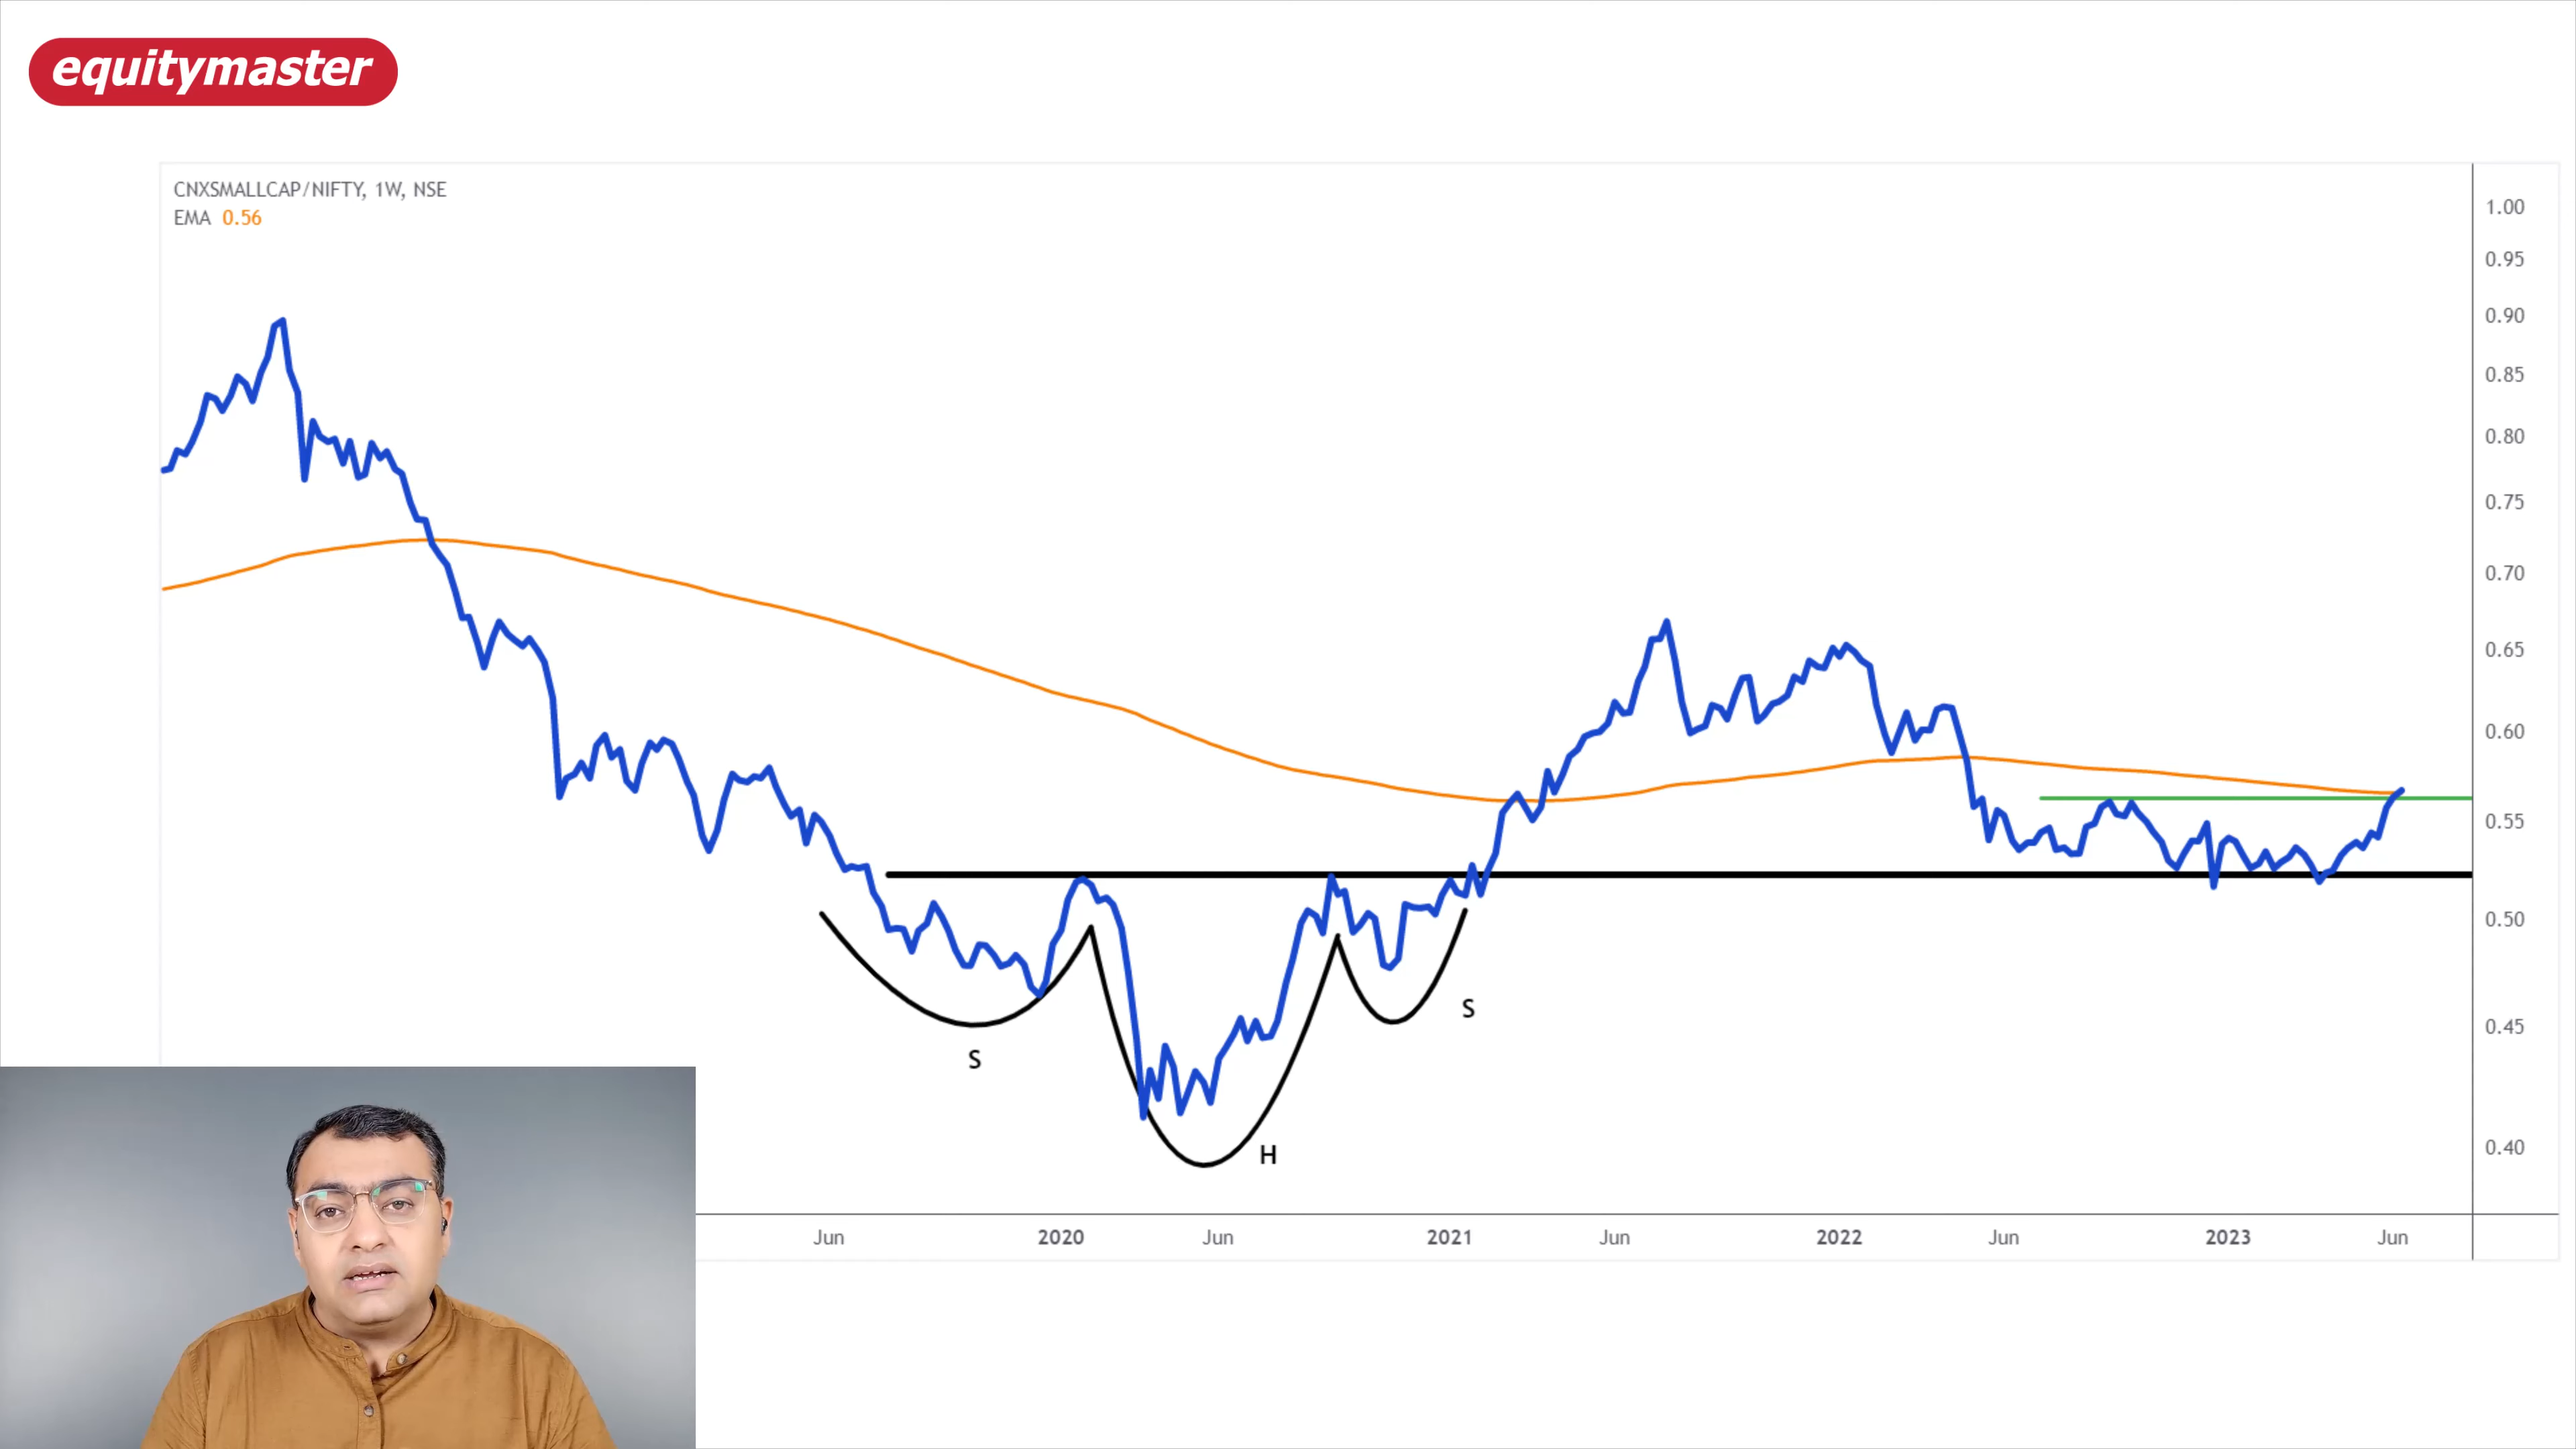 equitymaster
CNXSMALLCAP/NIFTY, 1W, NSE
EMA 0.56
1.00
0.95
0.90
0.85
0.80
0.75
0.70
0.65
0.60
0.55
0.50
0.45
0.40
S
H
S
Jun 2020 Jun 2021 Jun 2022 Jun 2023 Jun